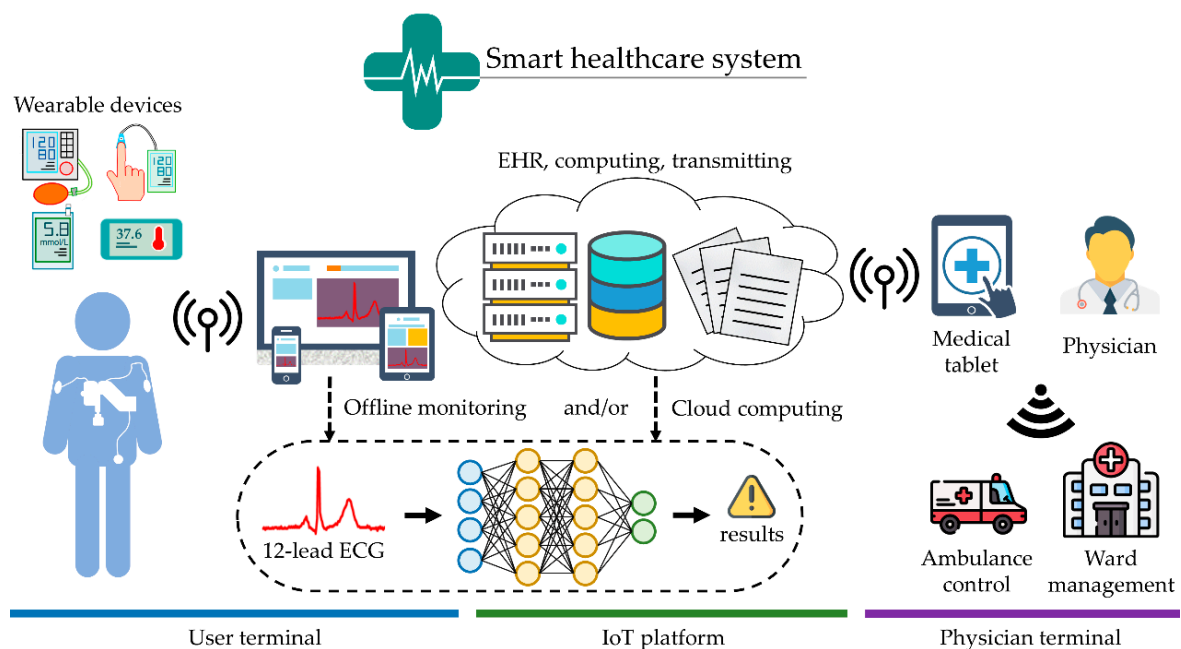 Smart healthcare system
Wearable devices
120
80
120
80
5.8
mmol/L
37.6
EHR, computing, transmitting
Medical
tablet
Physician
Offline monitoring
and/or
Cloud computing
12-lead ECG
results
Ambulance
control
Ward
management
User terminal
IoT platform
Physician terminal